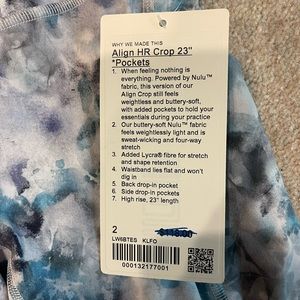 WHY WE MADE THIS
Align HR Crop 23"
*Pockets
1. When feeling nothing is
everything. Powered by Nulu™
fabric, this version of our
Align Crop still feels
weightless and buttery-soft,
with added pockets to hold your
essentials during your practice
2. Our buttery-soft Nulu™ fabric
feels weightlessly light and is
sweat-wicking and four-way
stretch
3. Added Lycra® fibre for stretch
and shape retention
4. Waistband lies flat and won't
dig in
5. Back drop-in pocket
6. Side drop-in pockets
7. High rise, 23" length
2
$110.00
LW6BTES KLFO
000132177001